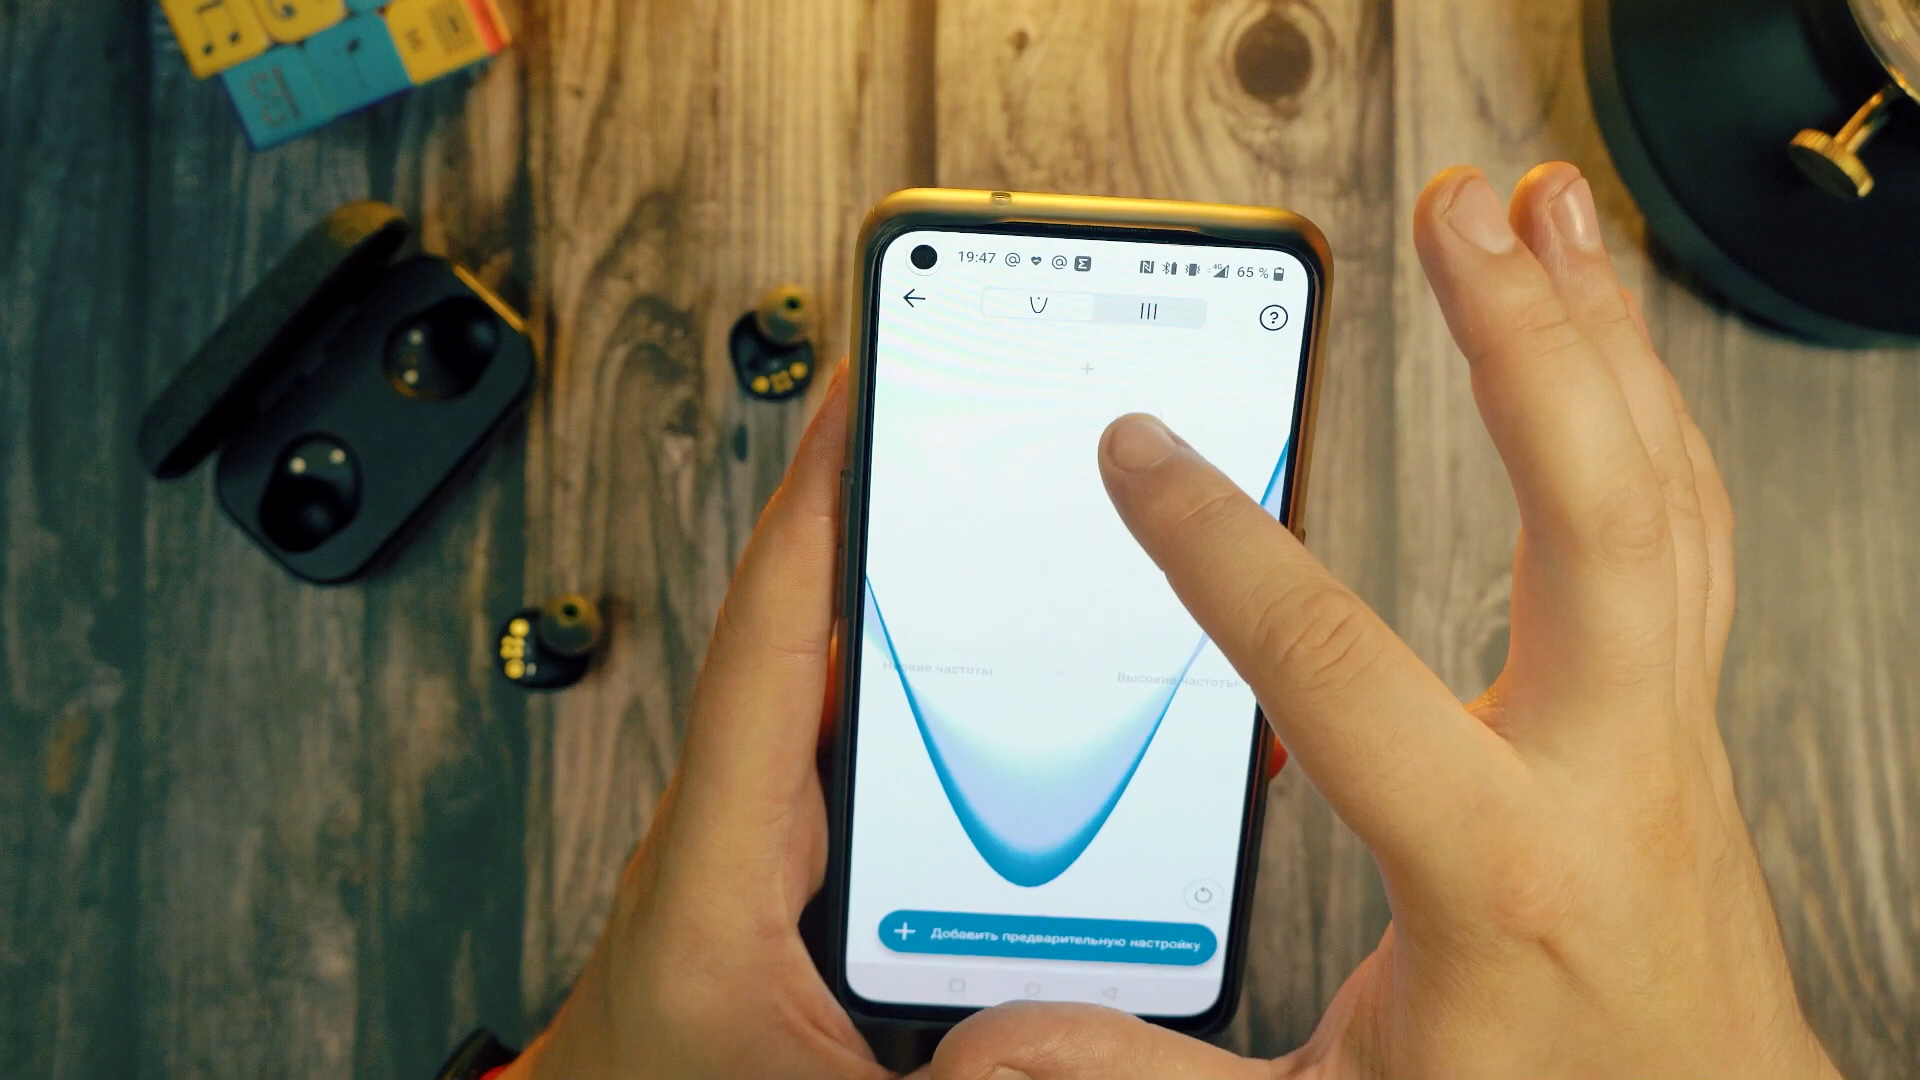 19:47
65 %
Низкие частоты
Высокие частоты
Добавить предварительную настройку